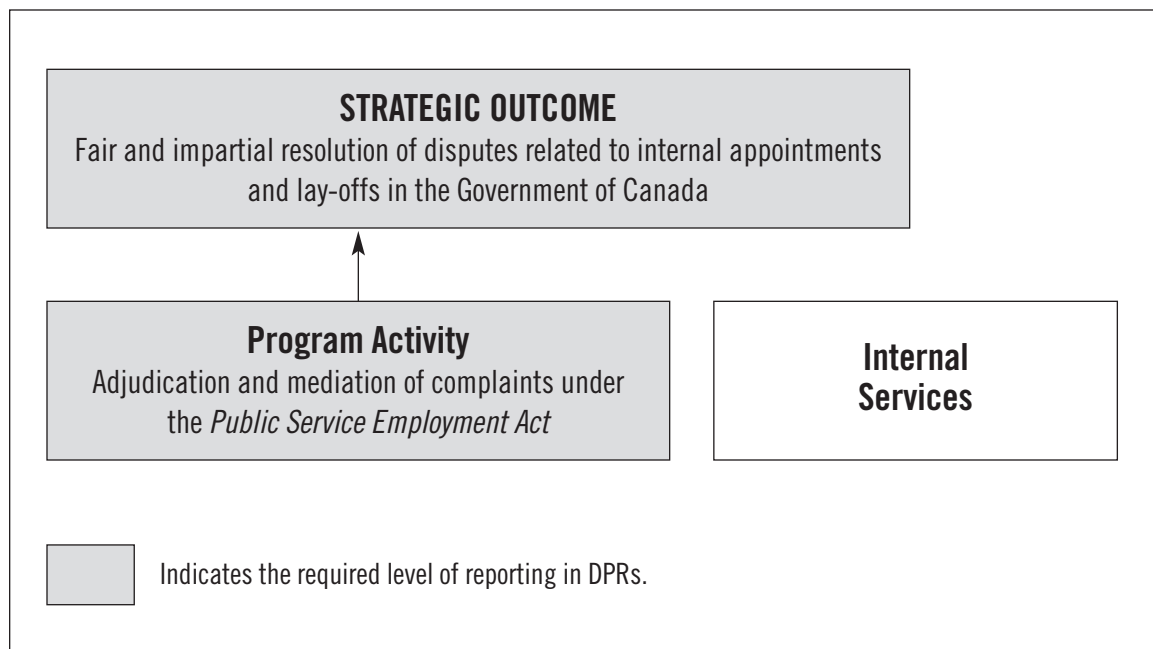 STRATEGIC OUTCOME
Fair and impartial resolution of disputes related to internal appointments
and lay-offs in the Government of Canada
Program Activity
Adjudication and mediation of complaints under
the Public Service Employment Act
Internal
Services
Indicates the required level of reporting in DPRs.